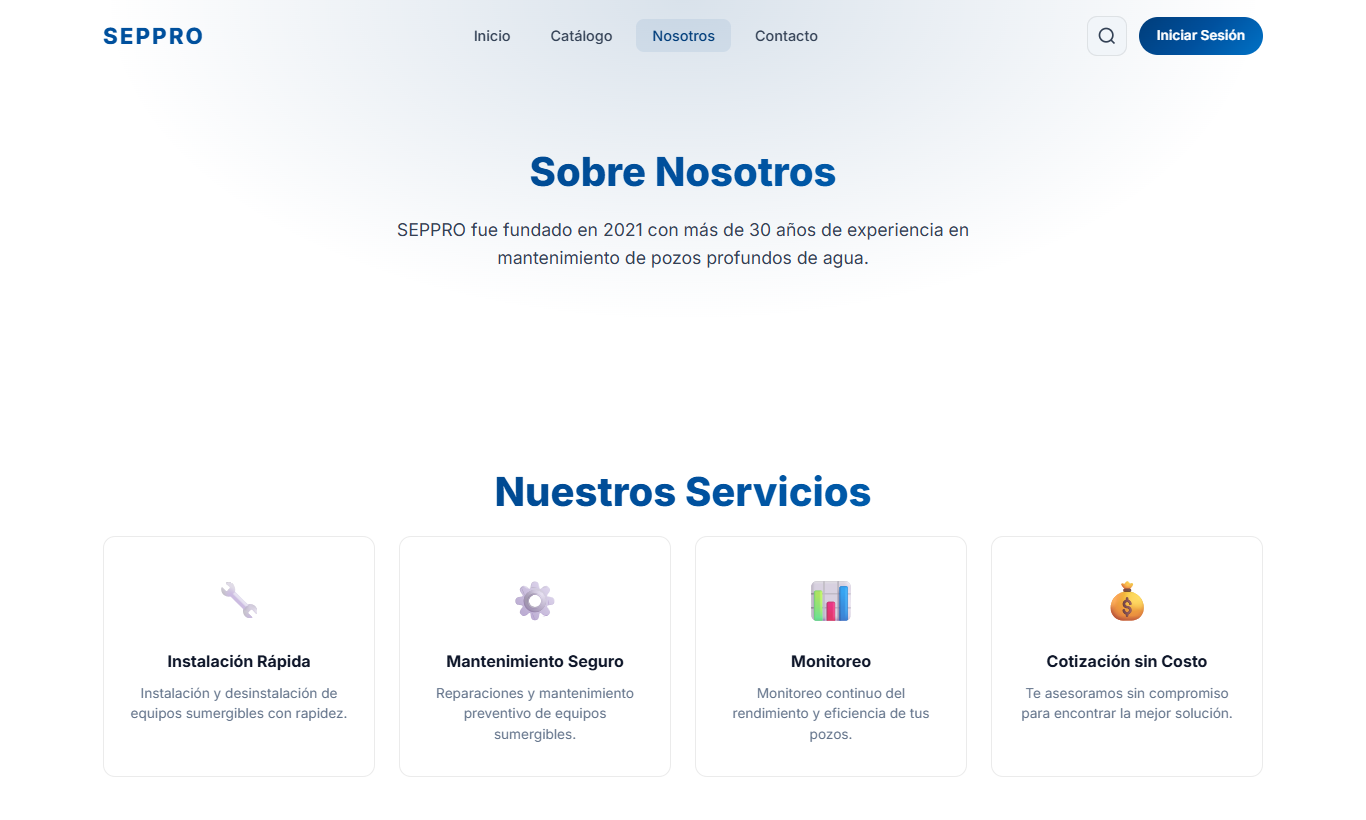 SEPPRO
Inicio
Catálogo
Nosotros
Contacto
Iniciar Sesión
Sobre Nosotros
SEPPRO fue fundado en 2021 con más de 30 años de experiencia en
mantenimiento de pozos profundos de agua.
Nuestros Servicios
Instalación Rápida
Instalación y desinstalación de
equipos sumergibles con rapidez.
Mantenimiento Seguro
Reparaciones y mantenimiento
preventivo de equipos
sumergibles.
Monitoreo
Monitoreo continuo del
rendimiento y eficiencia de tus
pozos.
$
Cotización sin Costo
Te asesoramos sin compromiso
para encontrar la mejor solución.